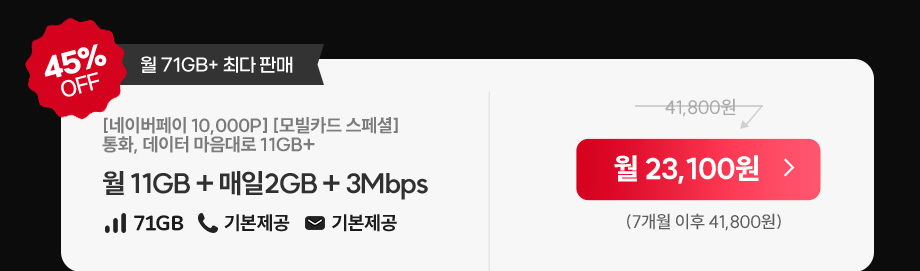 45%
OFF
월 71GB+ 최다 판매
[네이버페이 10,000P] [모빌카드 스페셜]
통화, 데이터 마음대로 11GB+
월 11GB + 매일2GB + 3Mbps
71GB 기본제공 기본제공
41,800원
월 23,100원
(7개월 이후 41,800원)